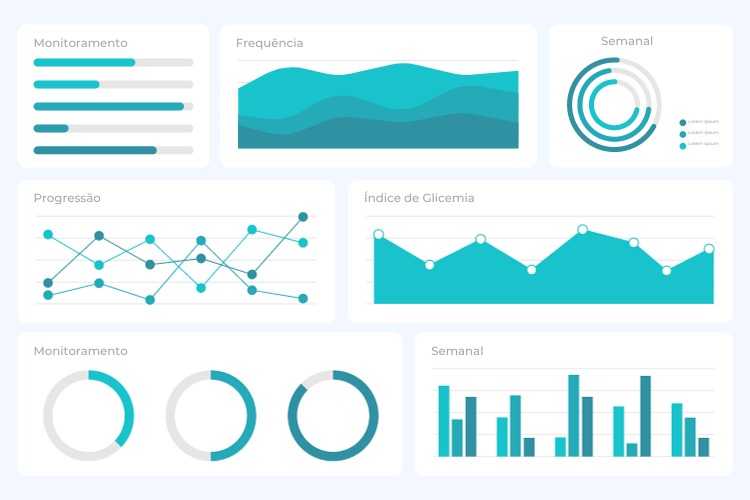 Monitoramento
Frequência
Semanal
Lorem Ipsum
Lorem Ipsum
Lorem Ipsum
Progressão
Índice de Glicemia
Monitoramento
Semanal